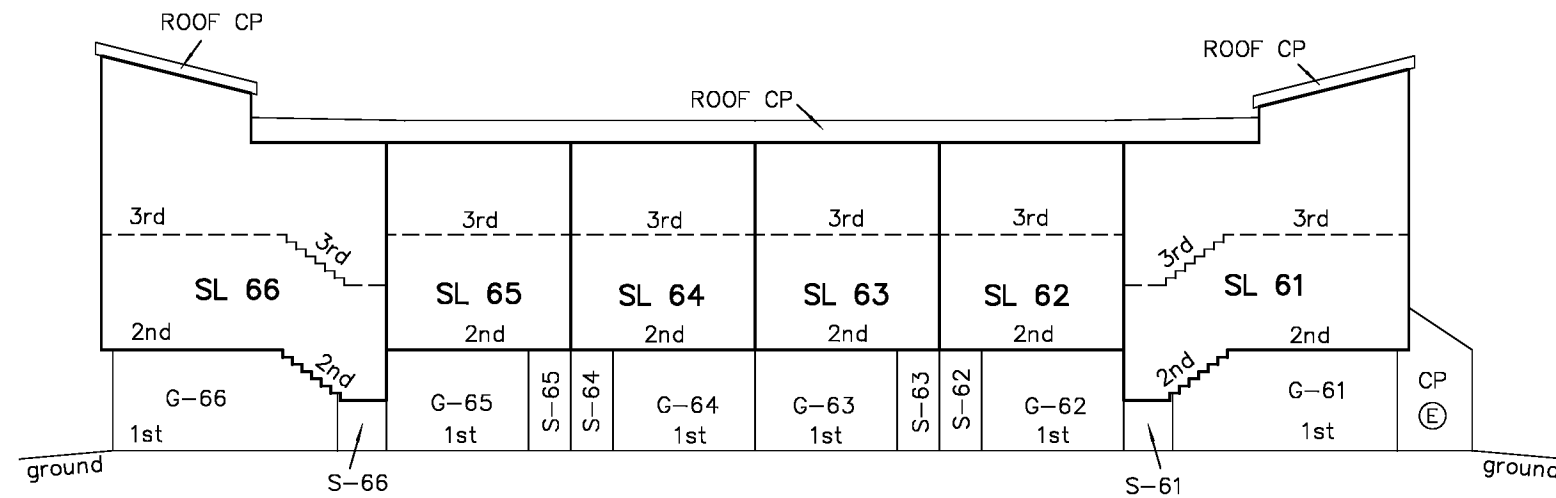 ROOF CP
ROOF CP
ROOF CP
3rd
3rd
3rd
3rd
3rd
3rd
3rd
3rd
SL 66
SL 65
SL 64
SL 63
SL 62
SL 61
2nd
2nd
2nd
2nd
2nd
2nd
2nd
2nd
G-66
1st
G-65
1st
S-65
S-64
G-64
1st
G-63
1st
S-63
S-62
G-62
1st
G-61
1st
CP
E
ground
S-66
S-61
ground